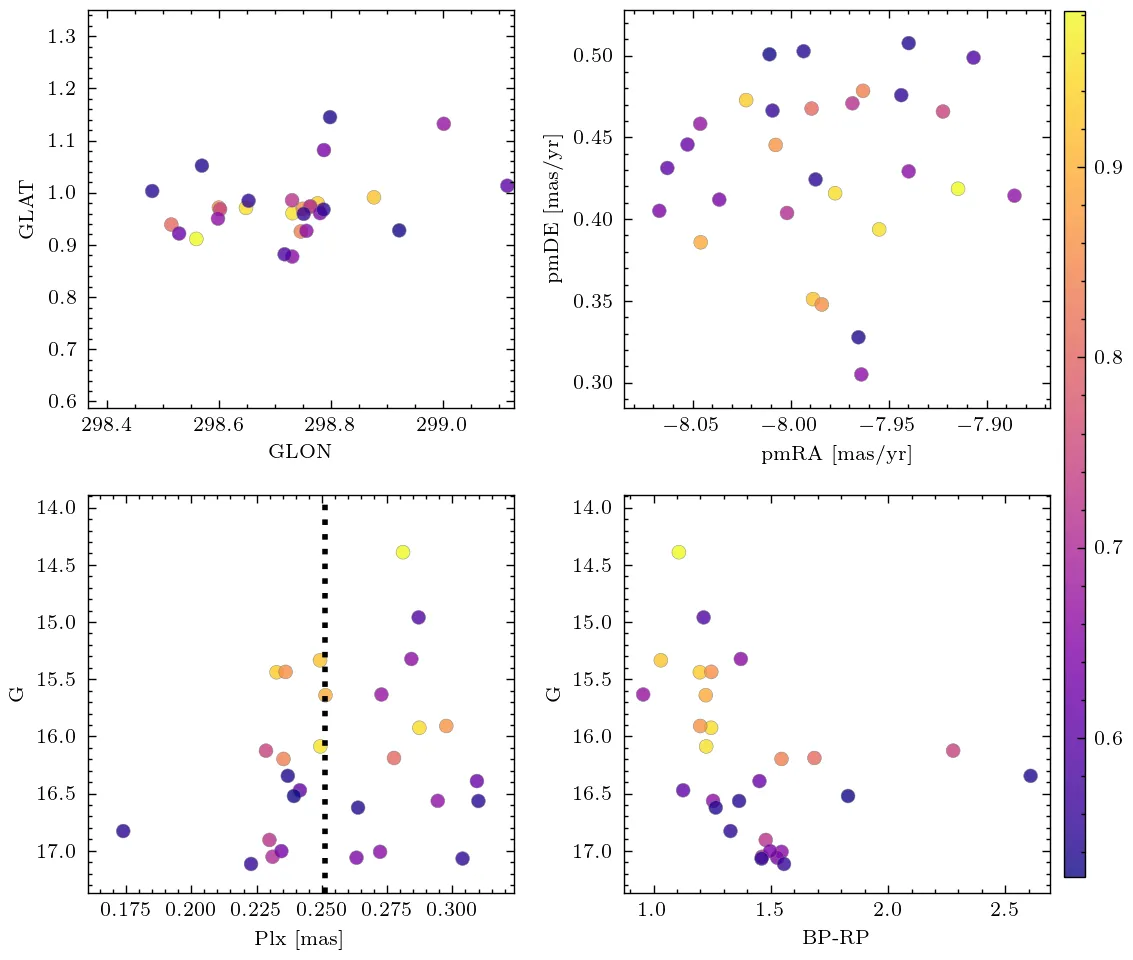 1.3
1.2
1.1
1.0
0.9
0.8
0.7
0.6
GLAT
298.4 298.6 298.8 299.0
GLON
0.50
0.45
0.40
0.35
0.30
pmDE [mas/yr]
−8.05 −8.00 −7.95 −7.90
pmRA [mas/yr]
14.0
14.5
15.0
15.5
16.0
16.5
17.0
G
0.175 0.200 0.225 0.250 0.275 0.300
Plx [mas]
14.0
14.5
15.0
15.5
16.0
16.5
17.0
G
1.0 1.5 2.0 2.5
BP-RP
0.9
0.8
0.7
0.6